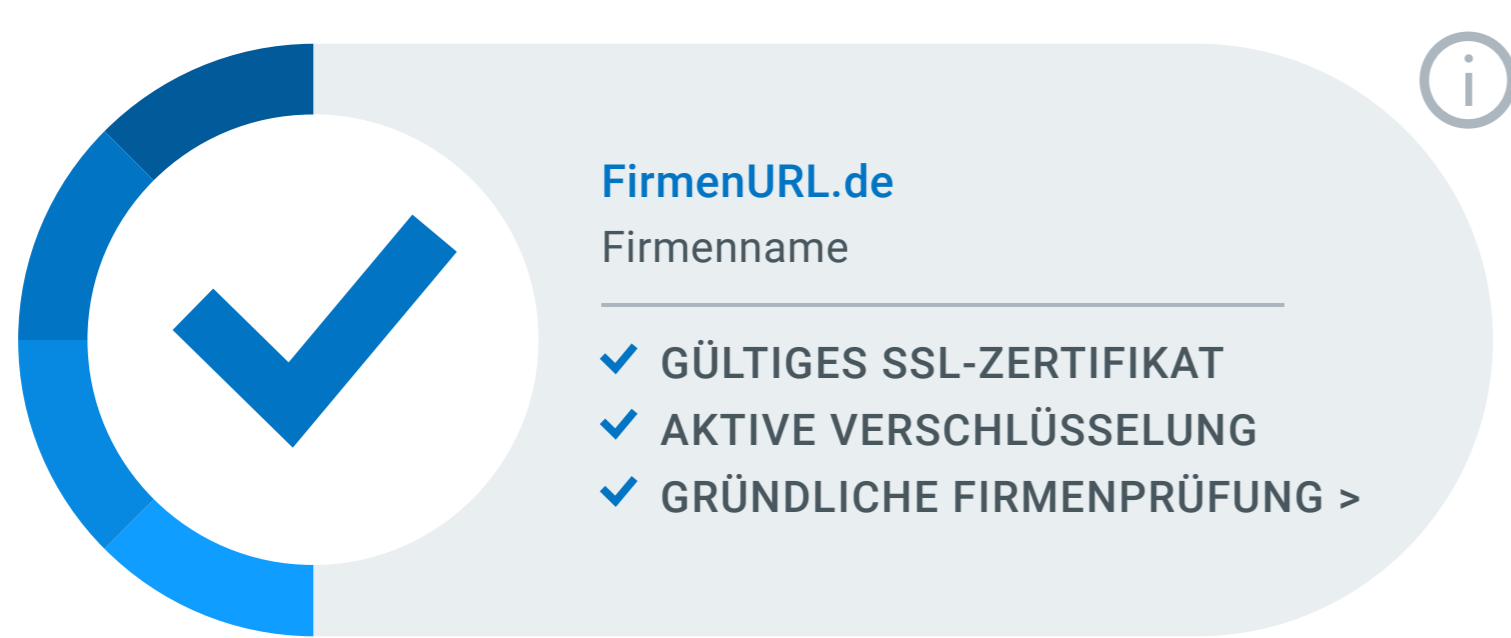 i
FirmenURL.de
Firmenname
GÜLTIGES SSL-ZERTIFIKAT
AKTIVE VERSCHLÜSSELUNG
GRÜNDLICHE FIRMENPRÜFUNG >